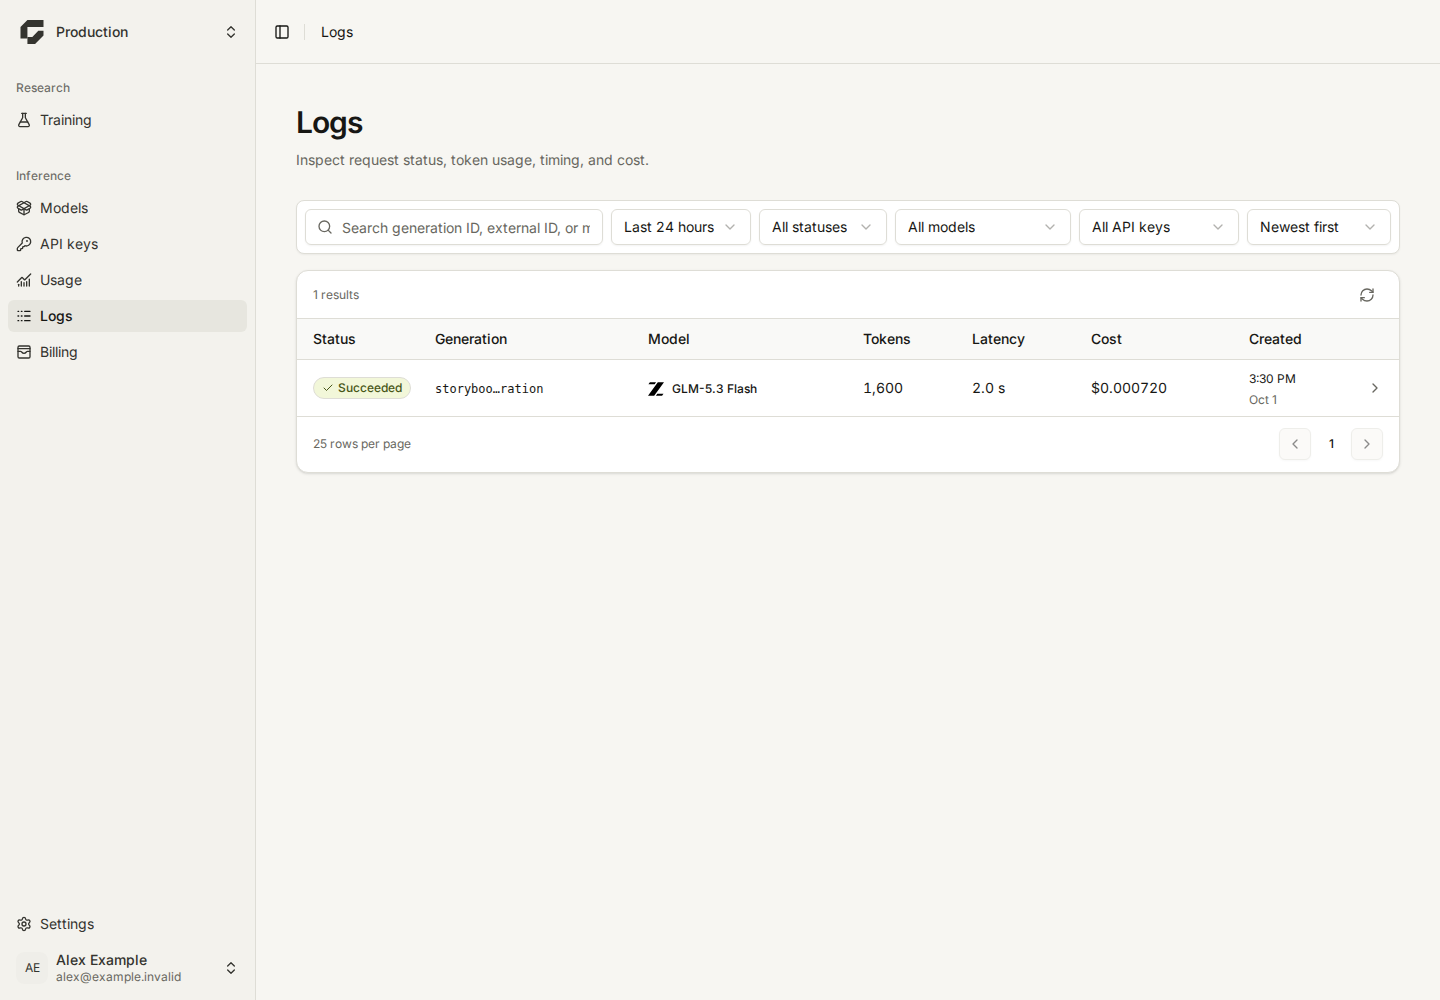 Production
Logs
Research
Training
Inference
Models
API keys
Usage
Logs
Billing
Settings
AE
Alex Example
alex@example.invalid
Logs
Inspect request status, token usage, timing, and cost.
Search generation ID, external ID, or m
Last 24 hours
All statuses
All models
All API keys
Newest first
1 results
Status Generation Model Tokens Latency Cost Created
Succeeded storyboo…ration GLM-5.3 Flash 1,600 2.0 s $0.000720 3:30 PM
Oct 1
25 rows per page
1